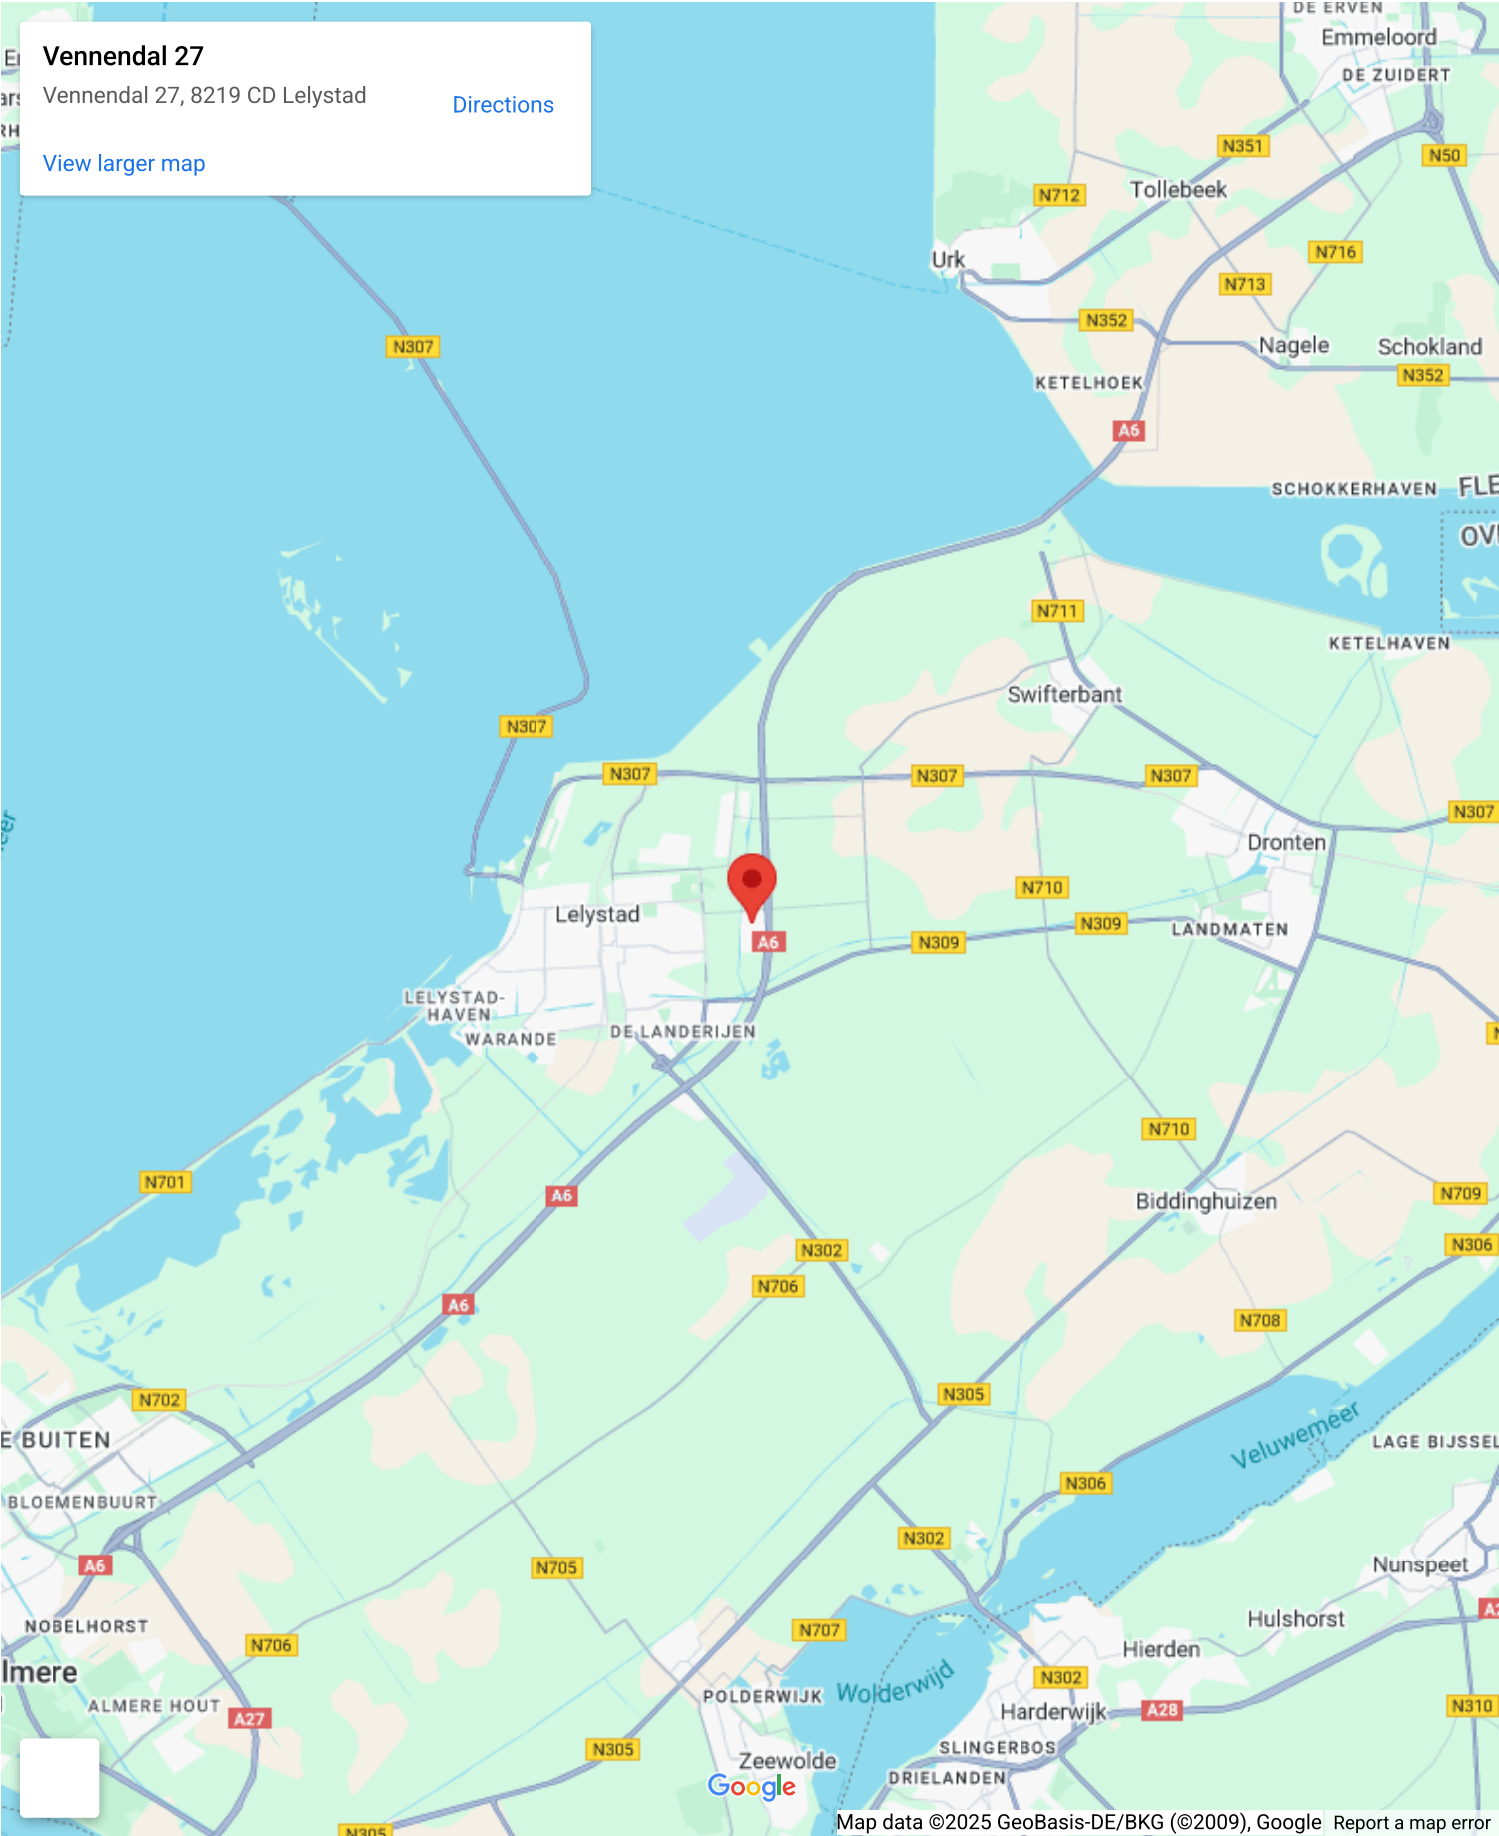 Vennendal 27
Vennendal 27, 8219 CD Lelystad
Directions
View larger map
DE ERVEN
Emmeloord
DE ZUIDERT
N351
N50
Tollebeek
N712
N716
Urk
N713
N352
N307
Nagele
Schokland
N352
KETELHOEK
A6
SCHOKKERHAVEN
N711
KETELHAVEN
Swifterbant
N307
N307
N307
N307
N307
Dronten
N710
Lelystad
N309
N309
LANDMATEN
A6
LELYSTAD-
HAVEN
WARANDE
DE LANDERIJEN
N710
N701
A6
Biddinghuizen
N709
N302
N306
N706
A6
N708
N305
N702
E BUITEN
Veluwemeer
LAGE BIJSSEL
N306
BLOEMENBUURT
N302
A6
N705
Nunspeet
NOBELHORST
N707
Hulshorst
N706
Hierden
lmere
Wolderwijd
N302
POLDERWIJK
ALMERE HOUT
A27
Harderwijk
A28
N310
N305
SLINGERBOS
Zeewolde
DRIELANDEN
Google
N305
Map data ©2025 GeoBasis-DE/BKG (©2009), Google
Report a map error